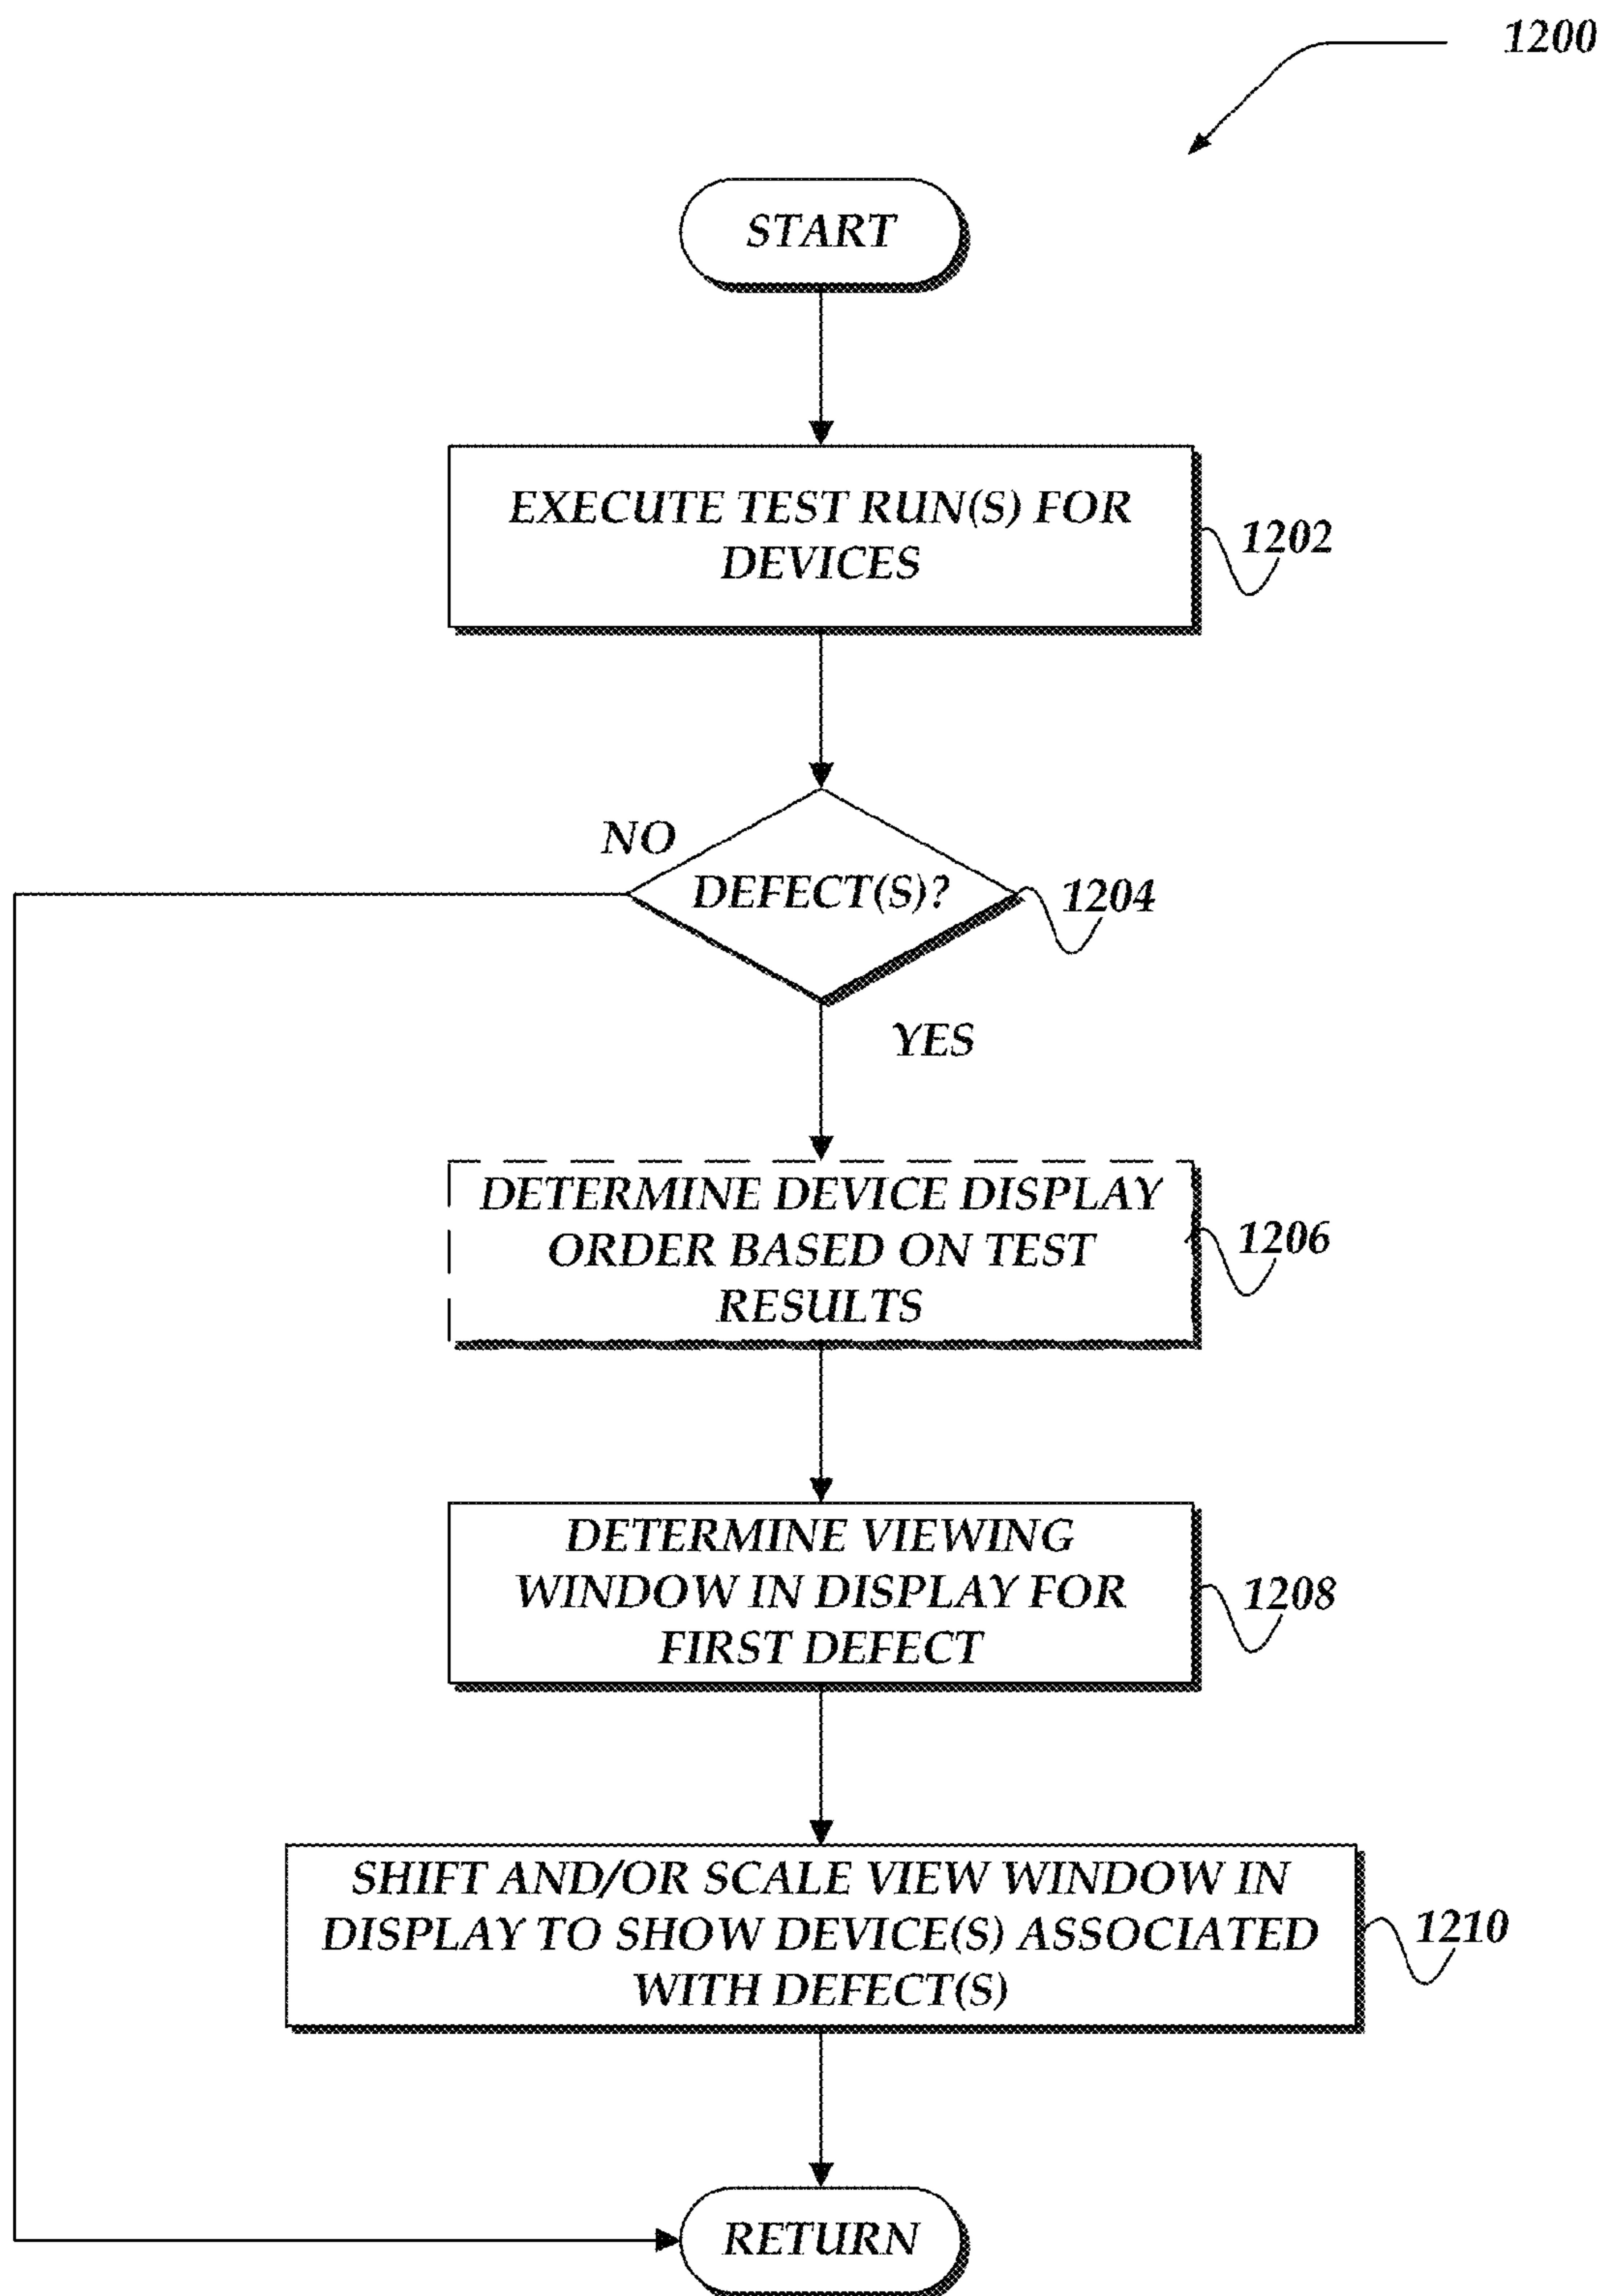 1200
START
EXECUTE TEST RUN(S) FOR
DEVICES
1202
NO
DEFECT(S)?
1204
YES
DETERMINE DEVICE DISPLAY
ORDER BASED ON TEST
RESULTS
1206
DETERMINE VIEWING
WINDOW IN DISPLAY FOR
FIRST DEFECT
1208
SHIFT AND/OR SCALE VIEW WINDOW IN
DISPLAY TO SHOW DEVICE(S) ASSOCIATED
WITH DEFECT(S)
1210
RETURN